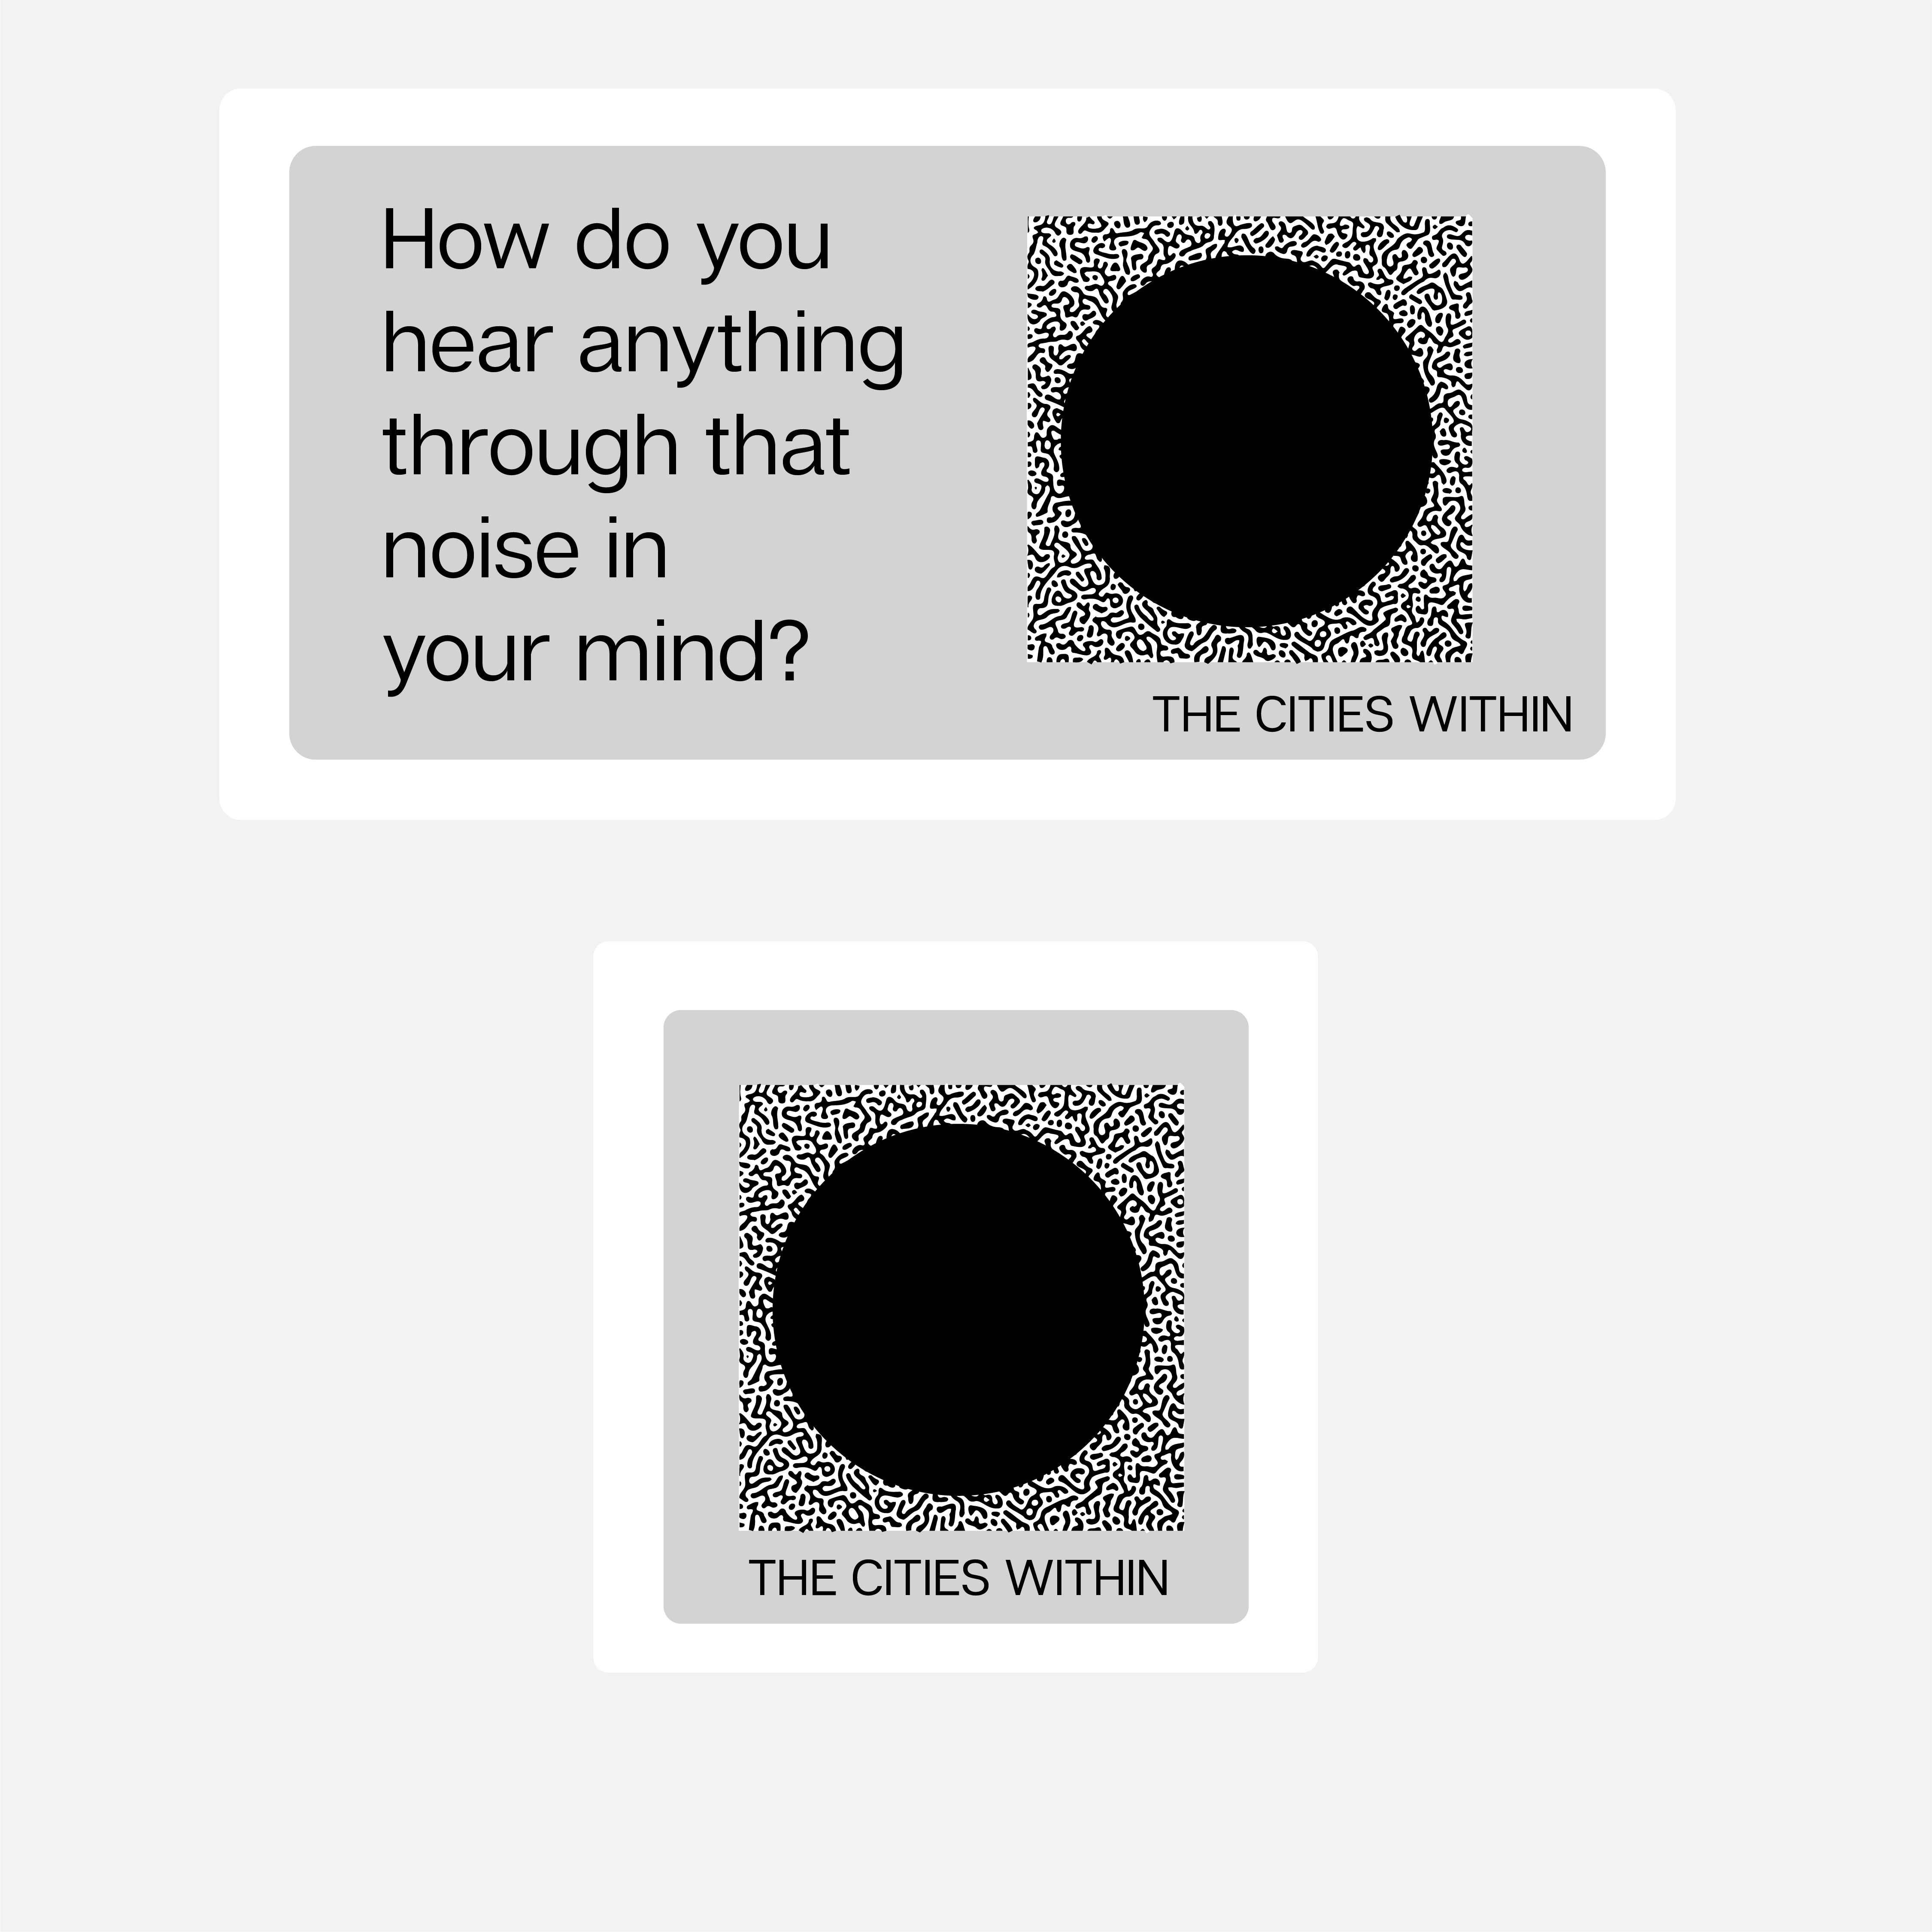 How do you
hear anything
through that
noise in
your mind?
THE CITIES WITHIN
THE CITIES WITHIN